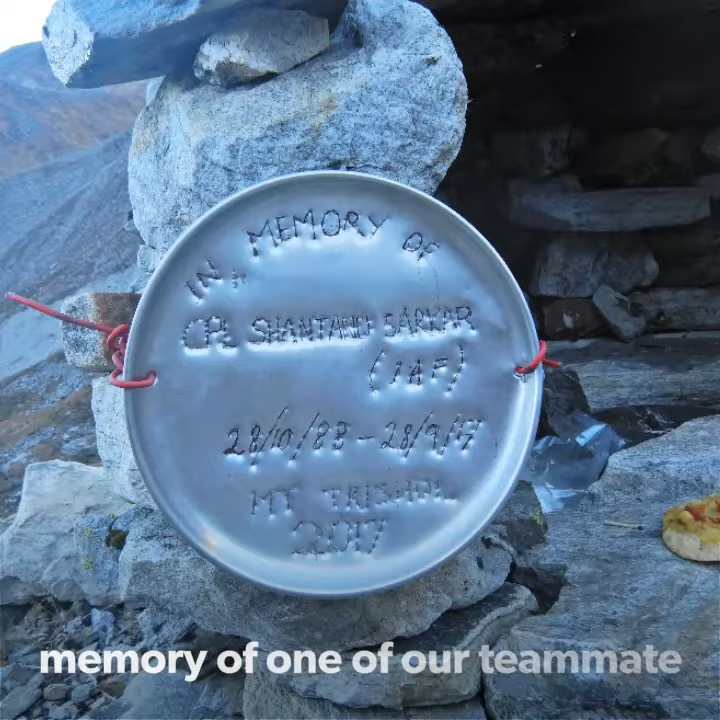 IN MEMORY OF
CPL SHANTANU SARKAR
(IAF)
28/10/88 - 28/9/17
MT TRISHUL
2017
memory of one of our teammate